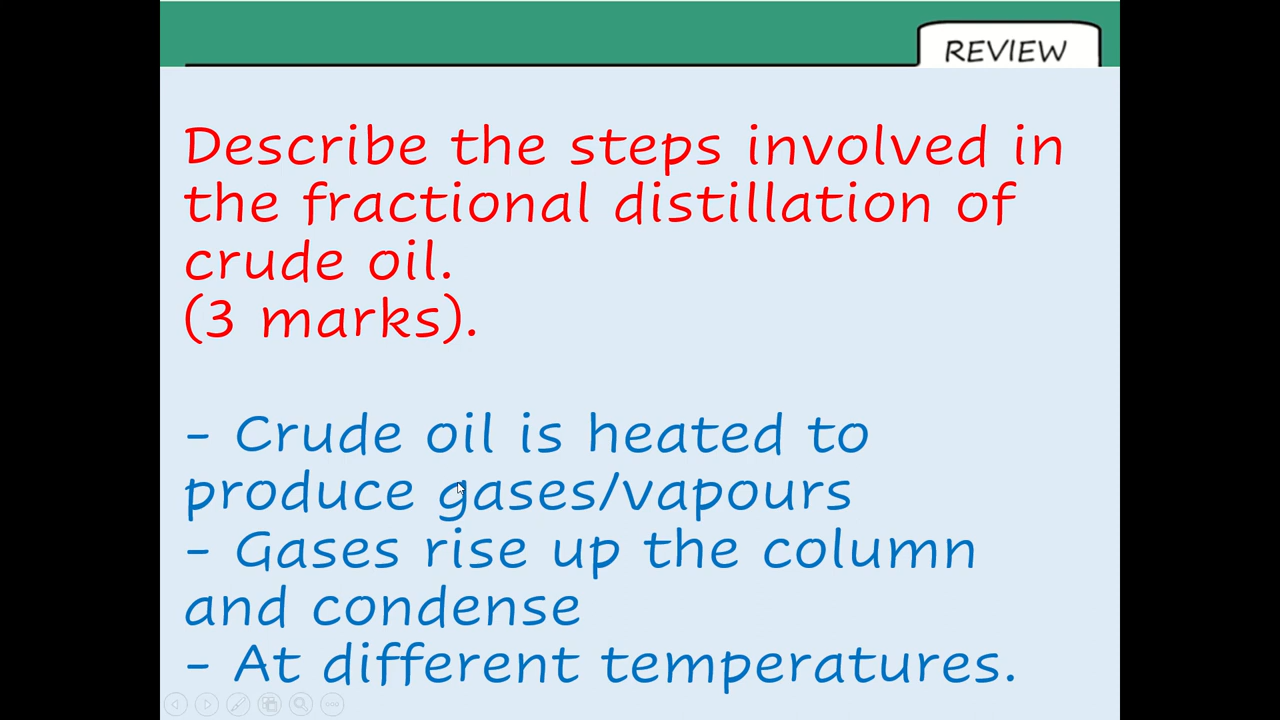 REVIEW
Describe the steps involved in
the fractional distillation of
crude oil.
(3 marks).
- Crude oil is heated to
produce gases/vapours
- Gases rise up the column
and condense
- At different temperatures.